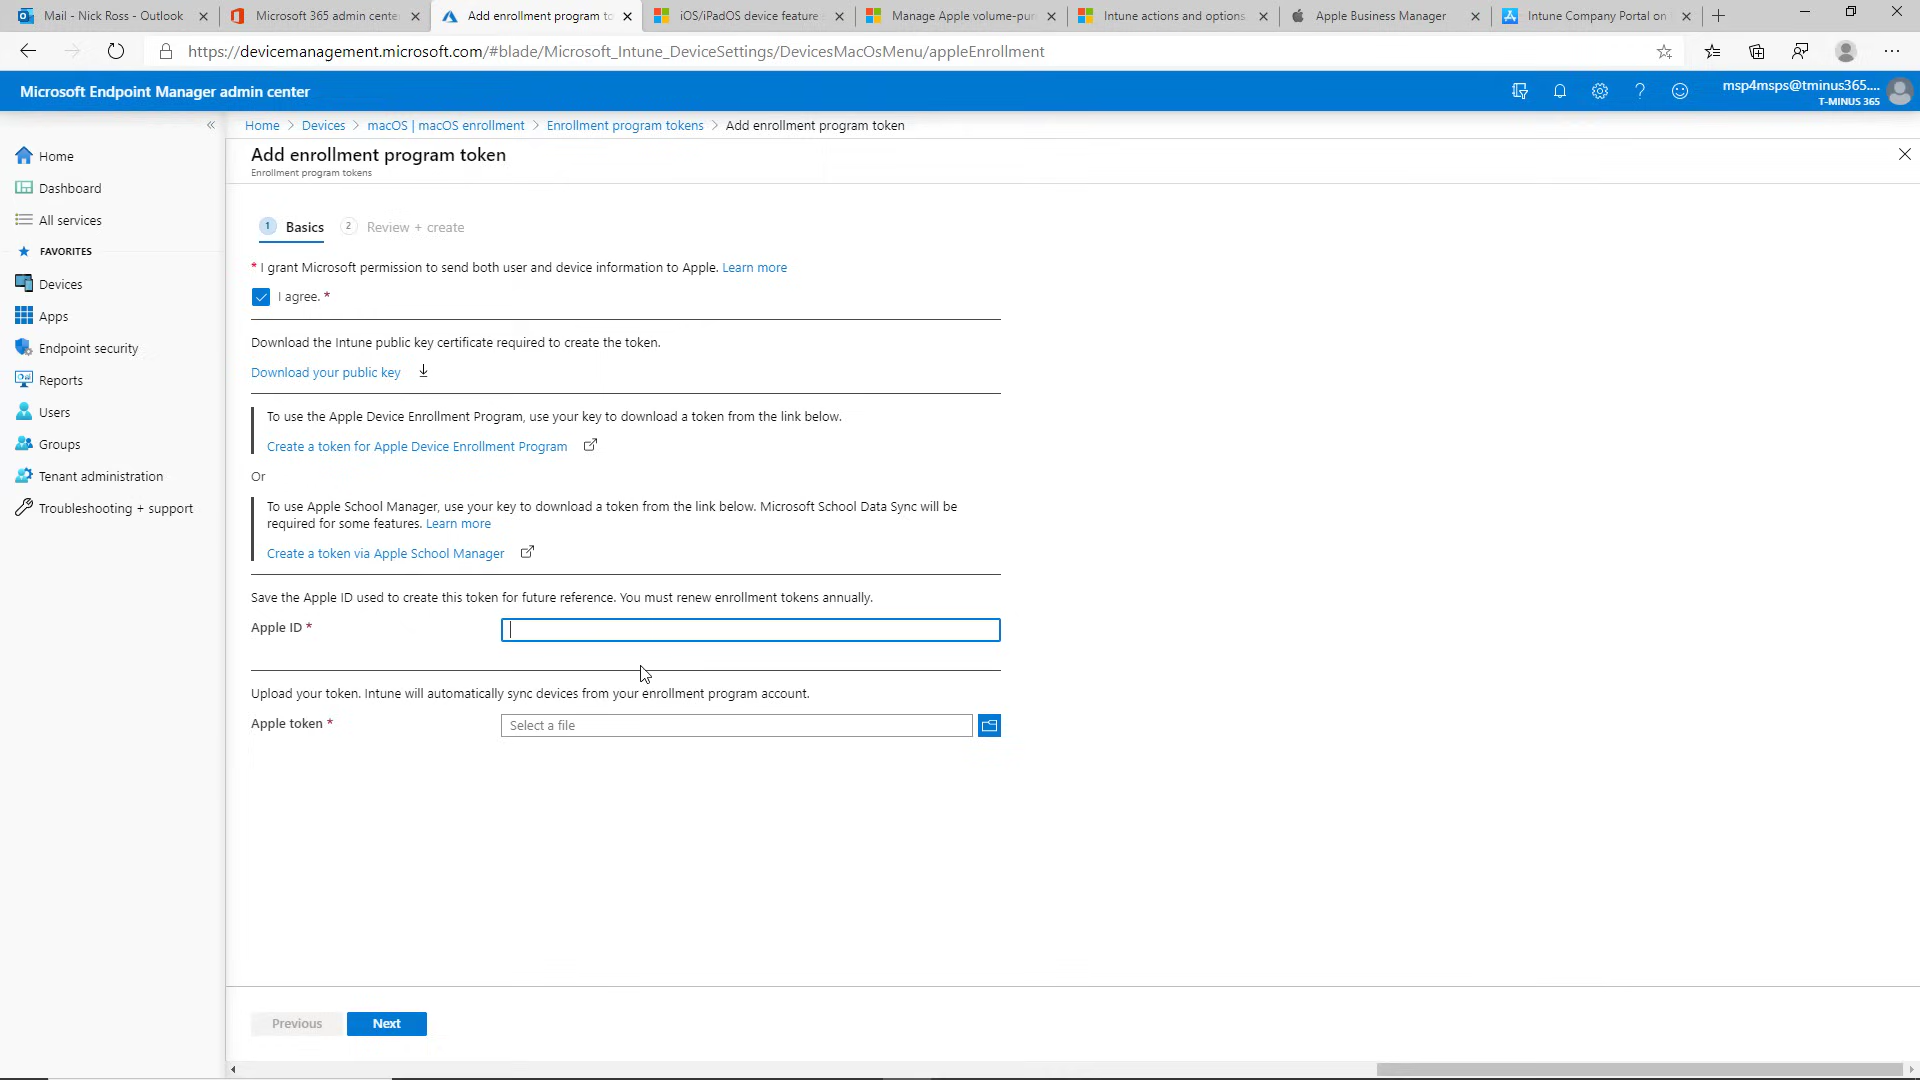 Mail - Nick Ross - Outlook
Microsoft 365 admin center
Add enrollment program to
iOS/iPadOS device feature
Manage Apple volume-pur
Intune actions and options
Apple Business Manager
Intune Company Portal on
https://devicemanagement.microsoft.com/#blade/Microsoft_Intune_DeviceSettings/DevicesMacOsMenu/appleEnrollment
Microsoft Endpoint Manager admin center
msp4msps@tminus365....
T-MINUS 365
Home > Devices > macOS | macOS enrollment > Enrollment program tokens > Add enrollment program token
Add enrollment program token
Enrollment program tokens
Home
Dashboard
All services
FAVORITES
Devices
Apps
Endpoint security
Reports
Users
Groups
Tenant administration
Troubleshooting + support
1 Basics 2 Review + create
* I grant Microsoft permission to send both user and device information to Apple. Learn more
I agree. *
Download the Intune public key certificate required to create the token.
Download your public key
To use the Apple Device Enrollment Program, use your key to download a token from the link below.
Create a token for Apple Device Enrollment Program
Or
To use Apple School Manager, use your key to download a token from the link below. Microsoft School Data Sync will be
required for some features. Learn more
Create a token via Apple School Manager
Save the Apple ID used to create this token for future reference. You must renew enrollment tokens annually.
Apple ID *
Upload your token. Intune will automatically sync devices from your enrollment program account.
Apple token *
Select a file
Previous
Next